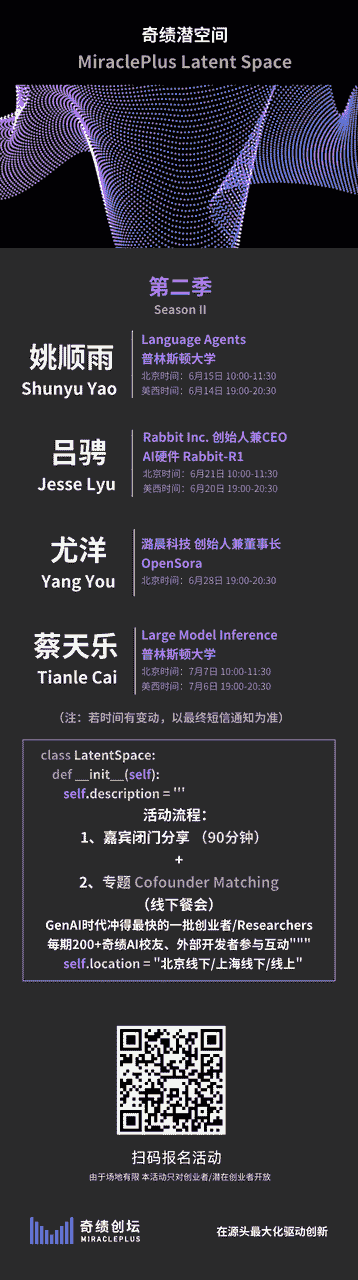 奇绩潜空间
MiraclePlus Latent Space
第二季
Season II
姚顺雨
Shunyu Yao
Language Agents
普林斯顿大学
北京时间：6月15日 10:00-11:30
美西时间：6月14日 19:00-20:30
吕骋
Jesse Lyu
Rabbit Inc. 创始人兼CEO
AI硬件 Rabbit-R1
北京时间：6月21日 10:00-11:30
美西时间：6月20日 19:00-20:30
尤洋
Yang You
潞晨科技 创始人兼董事长
OpenSora
北京时间：6月28日 19:00-20:30
蔡天乐
Tianle Cai
Large Model Inference
普林斯顿大学
北京时间：7月7日 10:00-11:30
美西时间：7月6日 19:00-20:30
（注：若时间有变动，以最终短信通知为准）
class LatentSpace:
def __init__(self):
self.description = '''
活动流程：
1、嘉宾闭门分享 （90分钟）
+
2、专题 Cofounder Matching
（线下餐会）
GenAI时代冲得最快的一批创业者/Researchers
每期200+奇绩AI校友、外部开发者参与互动"""
self.location = "北京线下/上海线下/线上"
扫码报名活动
由于场地有限 本活动只对创业者/潜在创业者开放
奇绩创坛
MIRACLEPLUS
在源头最大化驱动创新